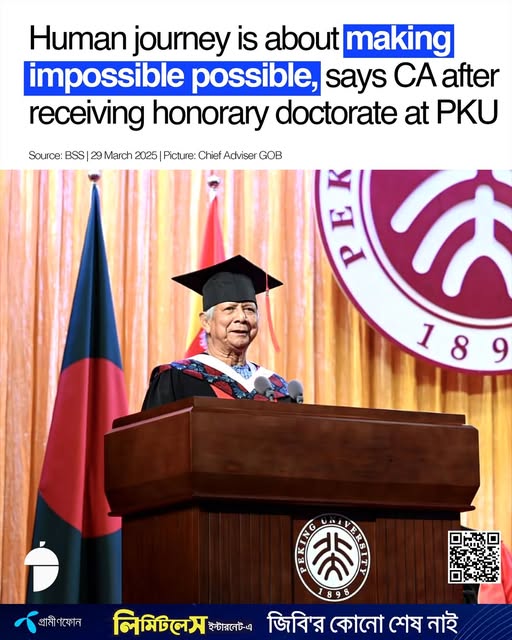 Human journey is about making
impossible possible, says CA after
receiving honorary doctorate at PKU
Source: BSS | 29 March 2025 | Picture: Chief Adviser GOB
PEK
189
PEKING UNIVERSITY
1898
গ্রামীণফোন
লিমিটলেস ইন্টারনেট-এ জিবি'র কোনো শেষ নাই